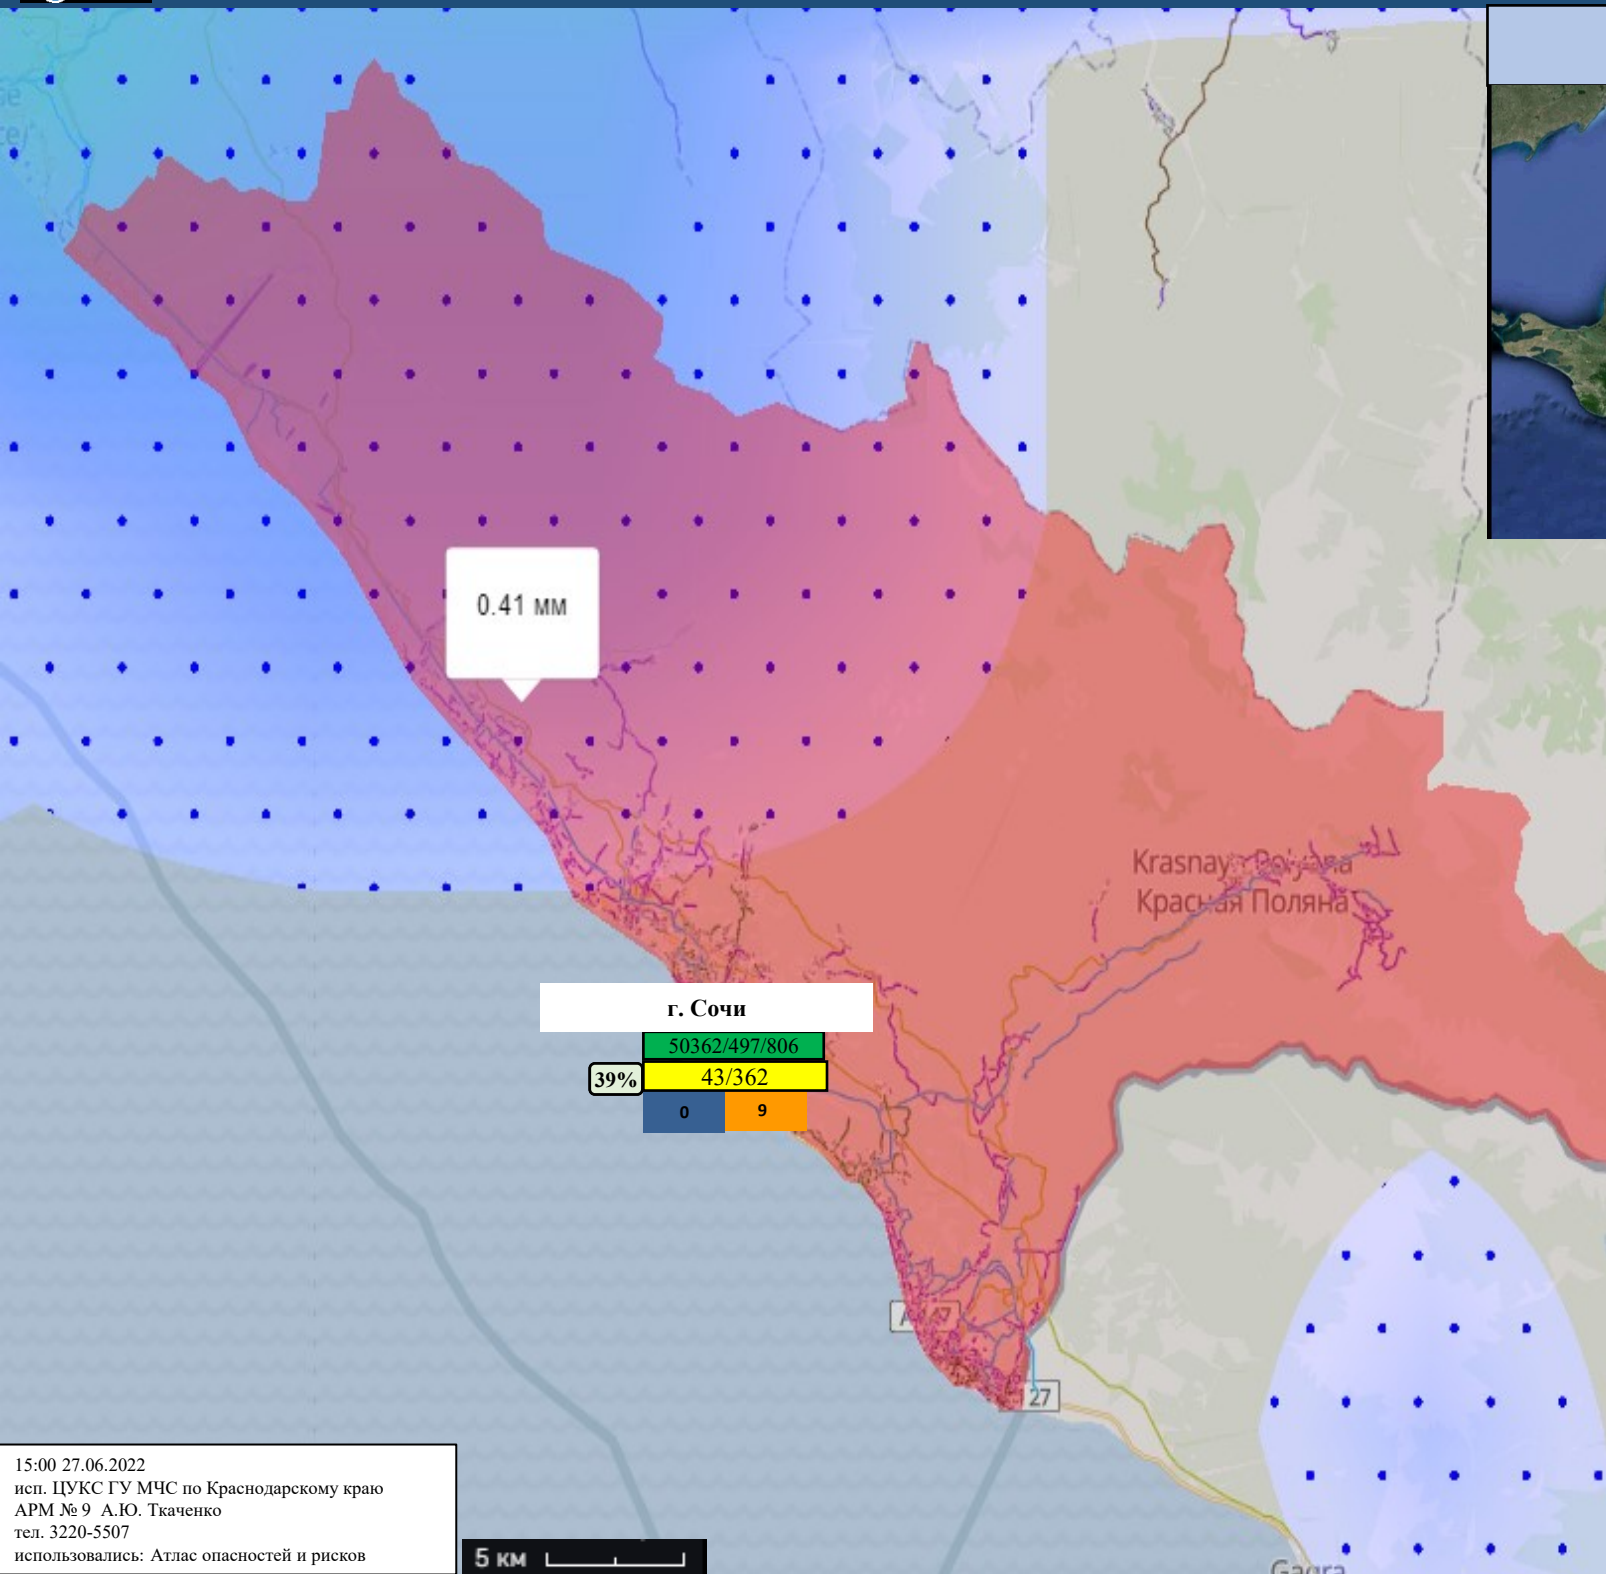 0.41 мм
Krasnaya Polyana
Красная Поляна
г. Сочи
50362/497/806
39%
43/362
0
9
27
15:00 27.06.2022
исп. ЦУКС ГУ МЧС по Краснодарскому краю
АРМ № 9 А.Ю. Ткаченко
тел. 3220-5507
использовались: Атлас опасностей и рисков
5 км
Gagra